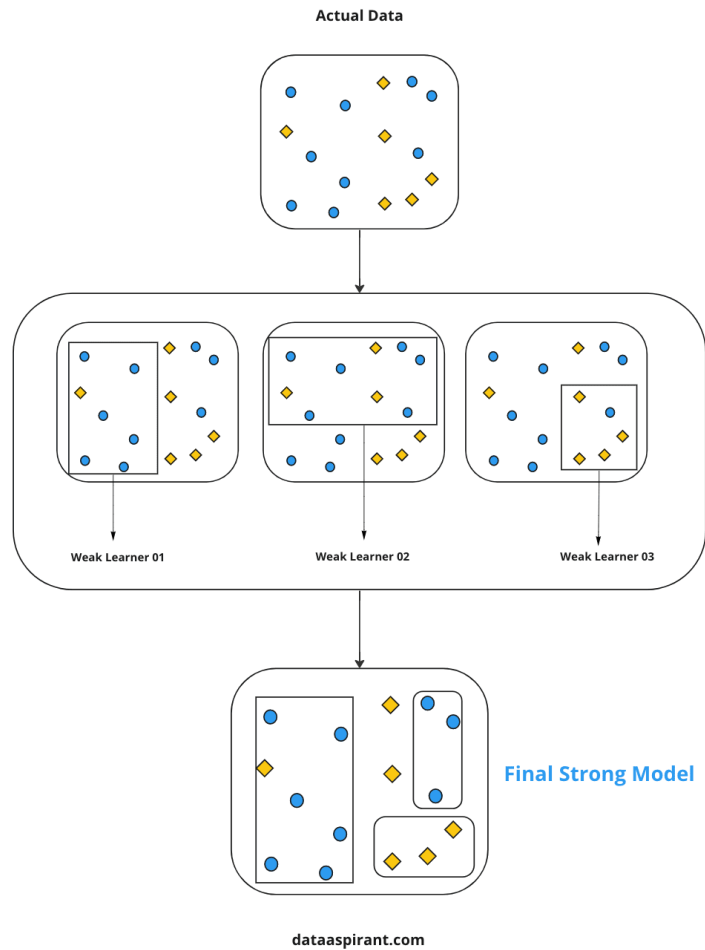 Actual Data
Weak Learner 01
Weak Learner 02
Weak Learner 03
Final Strong Model
dataaspirant.com